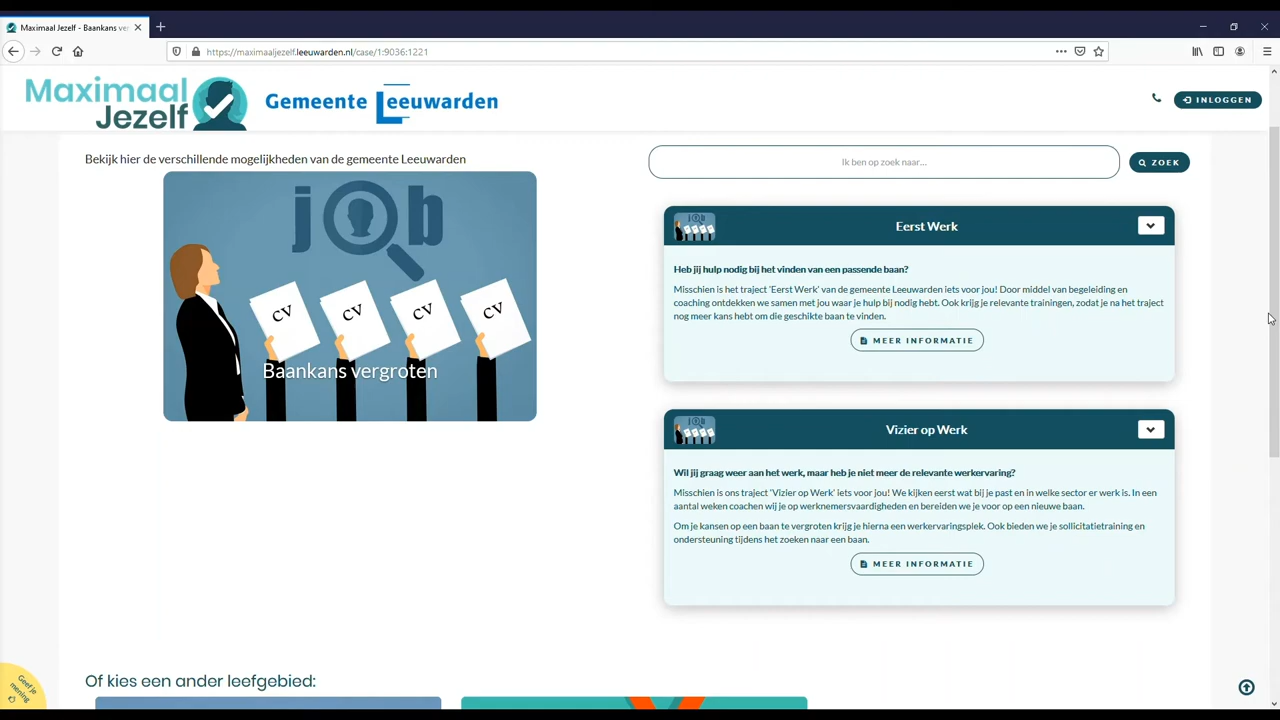 Maximaal Jezelf - Baankans ver
https://maximaaljezelf.leeuwarden.nl/case/1:9036:1221
Maximaal
Jezelf
Gemeente Leeuwarden
INLOGGEN
Bekijk hier de verschillende mogelijkheden van de gemeente Leeuwarden
Ik ben op zoek naar...
ZOEK
job
CV
CV
CV
CV
Baankans vergroten
Eerst Werk
Heb jij hulp nodig bij het vinden van een passende baan?
Misschien is het traject 'Eerst Werk' van de gemeente Leeuwarden iets voor jou! Door middel van begeleiding en
coaching ontdekken we samen met jou waar je hulp bij nodig hebt. Ook krijg je relevante trainingen, zodat je na het traject
nog meer kans hebt om die geschikte baan te vinden.
MEER INFORMATIE
Vizier op Werk
Wil jij graag weer aan het werk, maar heb je niet meer de relevante werkervaring?
Misschien is ons traject 'Vizier op Werk' iets voor jou! We kijken eerst wat bij je past en in welke sector er werk is. In een
aantal weken coachen wij je op werknemersvaardigheden en bereiden we je voor op een nieuwe baan.
Om je kansen op een baan te vergroten krijg je hierna een werkervaringsplek. Ook bieden we je sollicitatietraining en
ondersteuning tijdens het zoeken naar een baan.
MEER INFORMATIE
Of kies een ander leefgebied:
Geef je
mening